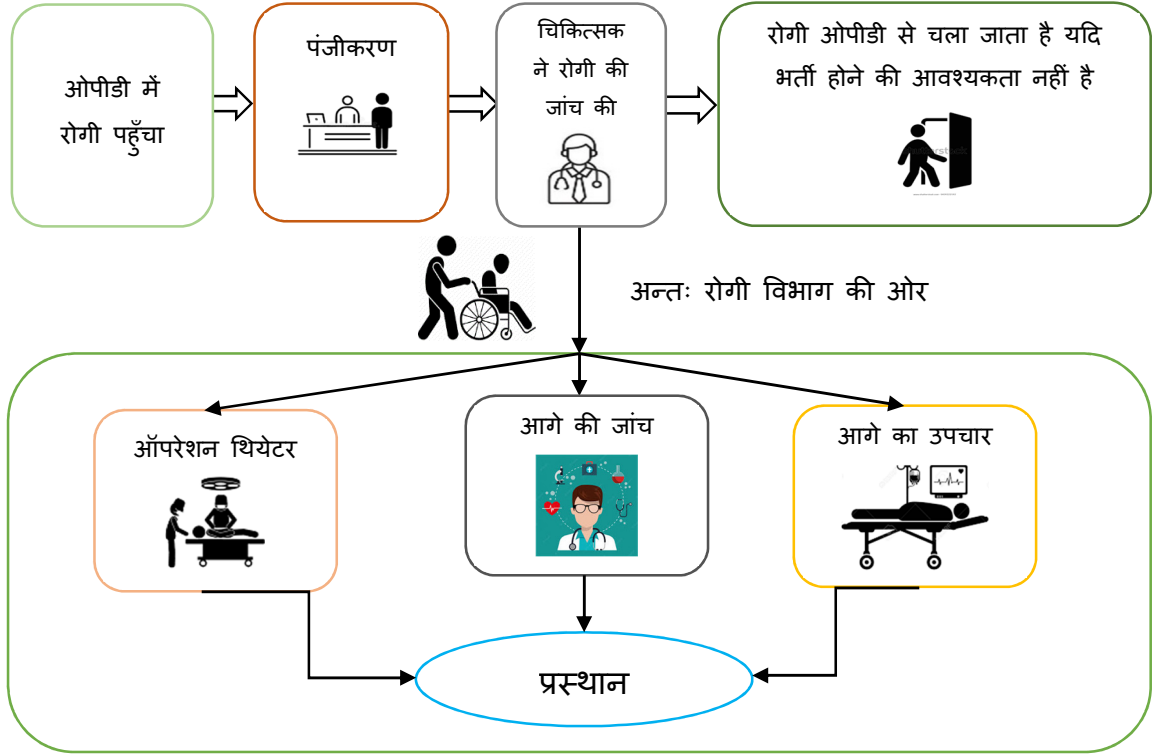 ओपीडी में
रोगी पहुँचा
पंजीकरण
चिकित्सक
ने रोगी की
जांच की
रोगी ओपीडी से चला जाता है यदि
भर्ती होने की आवश्यकता नहीं है
अन्तः रोगी विभाग की ओर
ऑपरेशन थियेटर
आगे की जांच
आगे का उपचार
प्रस्थान